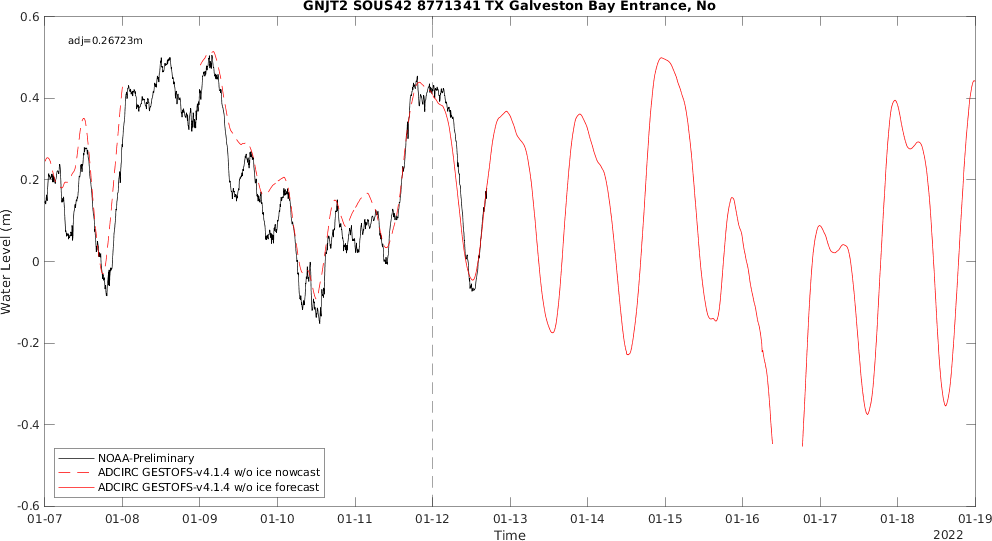 GNJT2 SOUS42 8771341 TX Galveston Bay Entrance, No
adj=0.26723m
Water Level (m)
0.6
0.4
0.2
0
-0.2
-0.4
-0.6
NOAA-Preliminary
ADCIRC GESTOFS-v4.1.4 w/o ice nowcast
ADCIRC GESTOFS-v4.1.4 w/o ice forecast
01-07 01-08 01-09 01-10 01-11 01-12 01-13 01-14 01-15 01-16 01-17 01-18 01-19
Time
2022